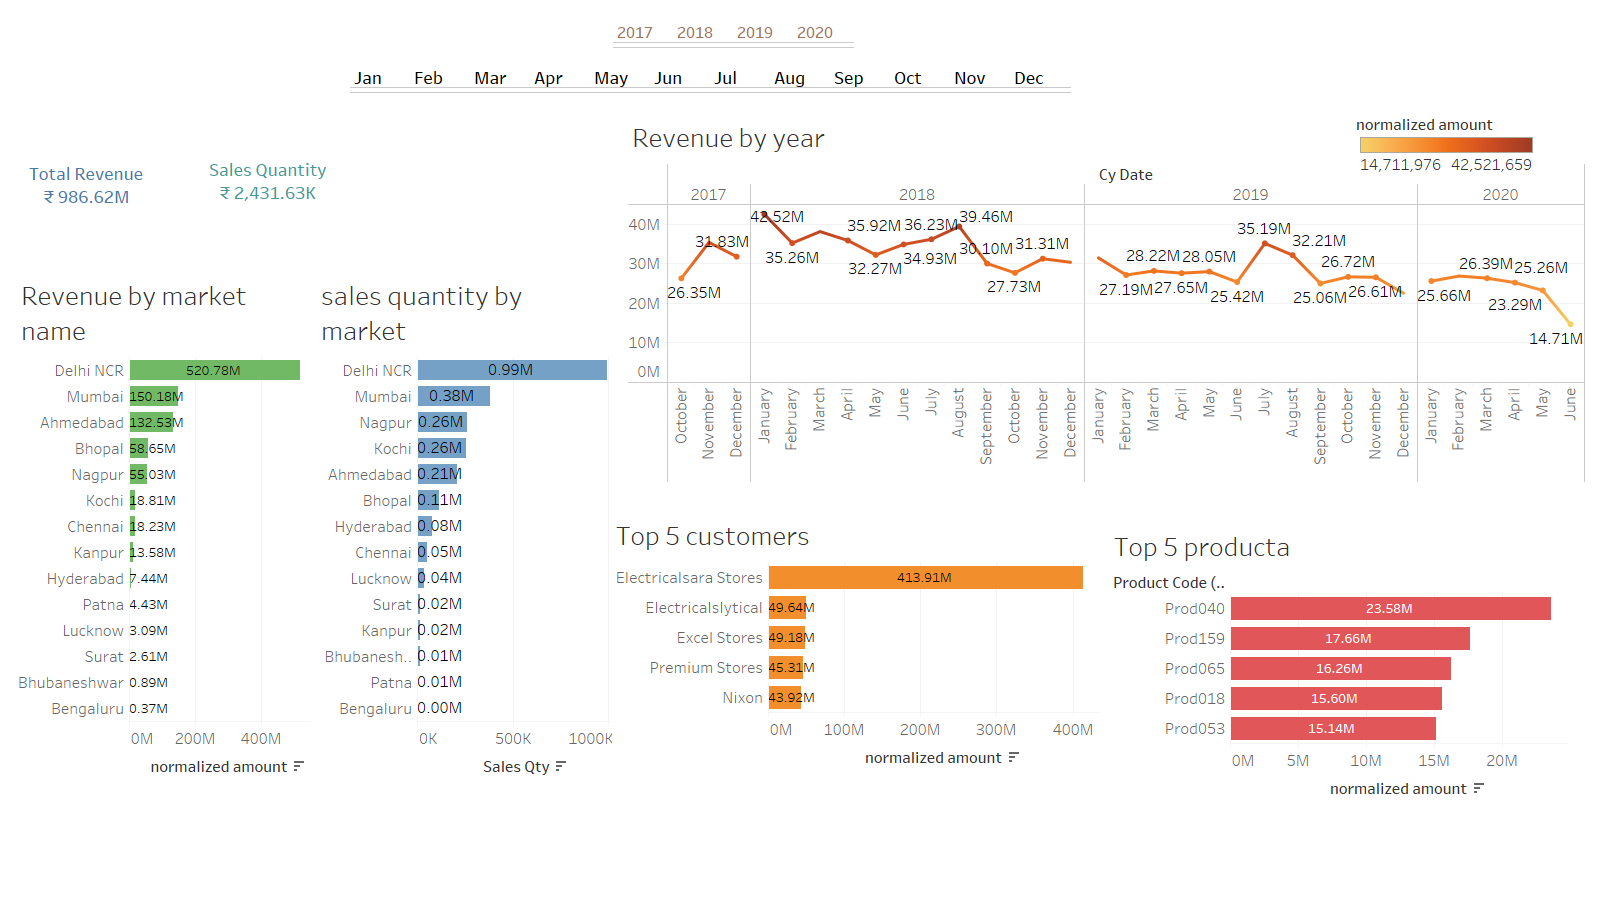 2017 2018 2019 2020
Jan Feb Mar Apr May Jun Jul Aug Sep Oct Nov Dec
Total Revenue
₹ 986.62M
Sales Quantity
₹ 2,431.63K
Revenue by year
normalized amount
14,711,976 42,521,659
Cy Date
2017 2018 2019 2020
40M
30M
20M
10M
0M
26.35M
31.83M
42.52M
35.26M
35.92M
32.27M
36.23M
34.93M
39.46M
30.10M
27.73M
31.31M
27.19M
28.22M
27.65M
28.05M
25.42M
35.19M
32.21M
25.06M
26.72M
26.61M
25.66M
26.39M
23.29M
25.26M
14.71M
October November December January February March April May June July August September October November December January February March April May June July August September October November December January February March April May June
Revenue by market
name
Delhi NCR 520.78M
Mumbai 150.18M
Ahmedabad 132.53M
Bhopal 58.65M
Nagpur 55.03M
Kochi 18.81M
Chennai 18.23M
Kanpur 13.58M
Hyderabad 7.44M
Patna 4.43M
Lucknow 3.09M
Surat 2.61M
Bhubaneshwar 0.89M
Bengaluru 0.37M
0M 200M 400M
normalized amount
sales quantity by
market
Delhi NCR 0.99M
Mumbai 0.38M
Nagpur 0.26M
Kochi 0.26M
Ahmedabad 0.21M
Bhopal 0.11M
Hyderabad 0.08M
Chennai 0.05M
Lucknow 0.04M
Surat 0.02M
Kanpur 0.02M
Bhubanesh.. 0.01M
Patna 0.01M
Bengaluru 0.00M
0K 500K 1000K
Sales Qty
Top 5 customers
Electricalsara Stores 413.91M
Electricalslytical 49.64M
Excel Stores 49.18M
Premium Stores 45.31M
Nixon 43.92M
0M 100M 200M 300M 400M
normalized amount
Top 5 producta
Product Code (..
Prod040 23.58M
Prod159 17.66M
Prod065 16.26M
Prod018 15.60M
Prod053 15.14M
0M 5M 10M 15M 20M
normalized amount